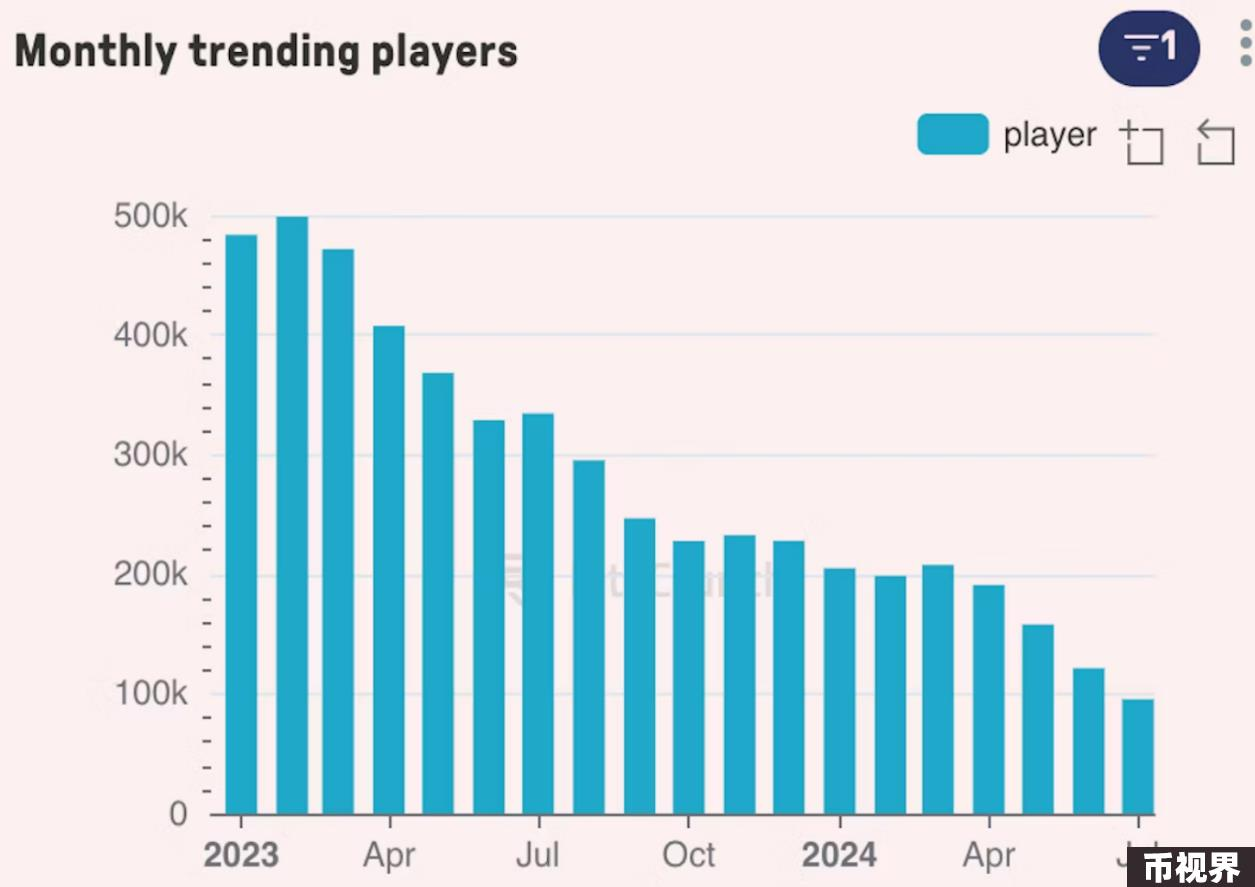 Monthly trending players
1
player
500k
400k
300k
200k
100k
0
2023 Apr Jul Oct 2024 Apr
币视界